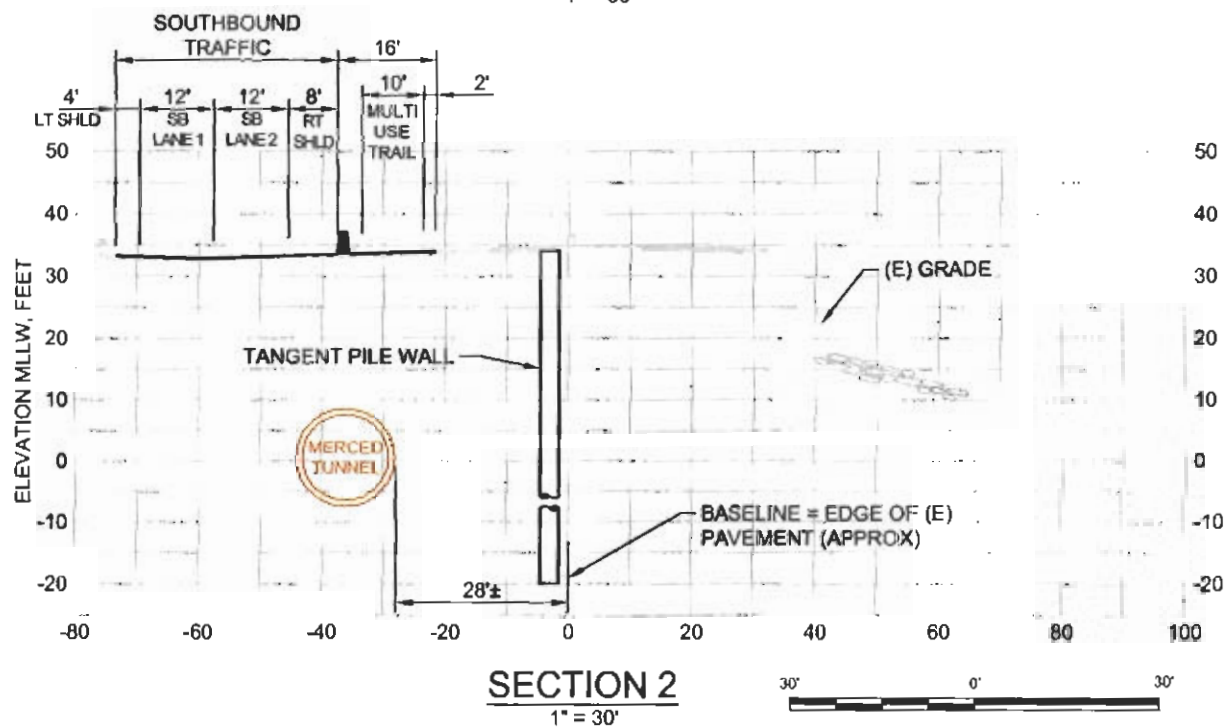 SOUTHBOUND
TRAFFIC
16'
4'
12'
12'
8'
10'
2'
LT SHLD
SB
LANE 1
SB
LANE 2
RT
SHLD
MULTI
USE
TRAIL
50
40
30
20
10
0
-10
-20
ELEVATION MLLW, FEET
50
40
30
20
10
0
-10
-20
(E) GRADE
TANGENT PILE WALL
MERCED
TUNNEL
BASELINE = EDGE OF (E)
PAVEMENT (APPROX)
28'±
-80 -60 -40 -20 0 20 40 60 80 100
SECTION 2
1" = 30'
30' 0' 30'